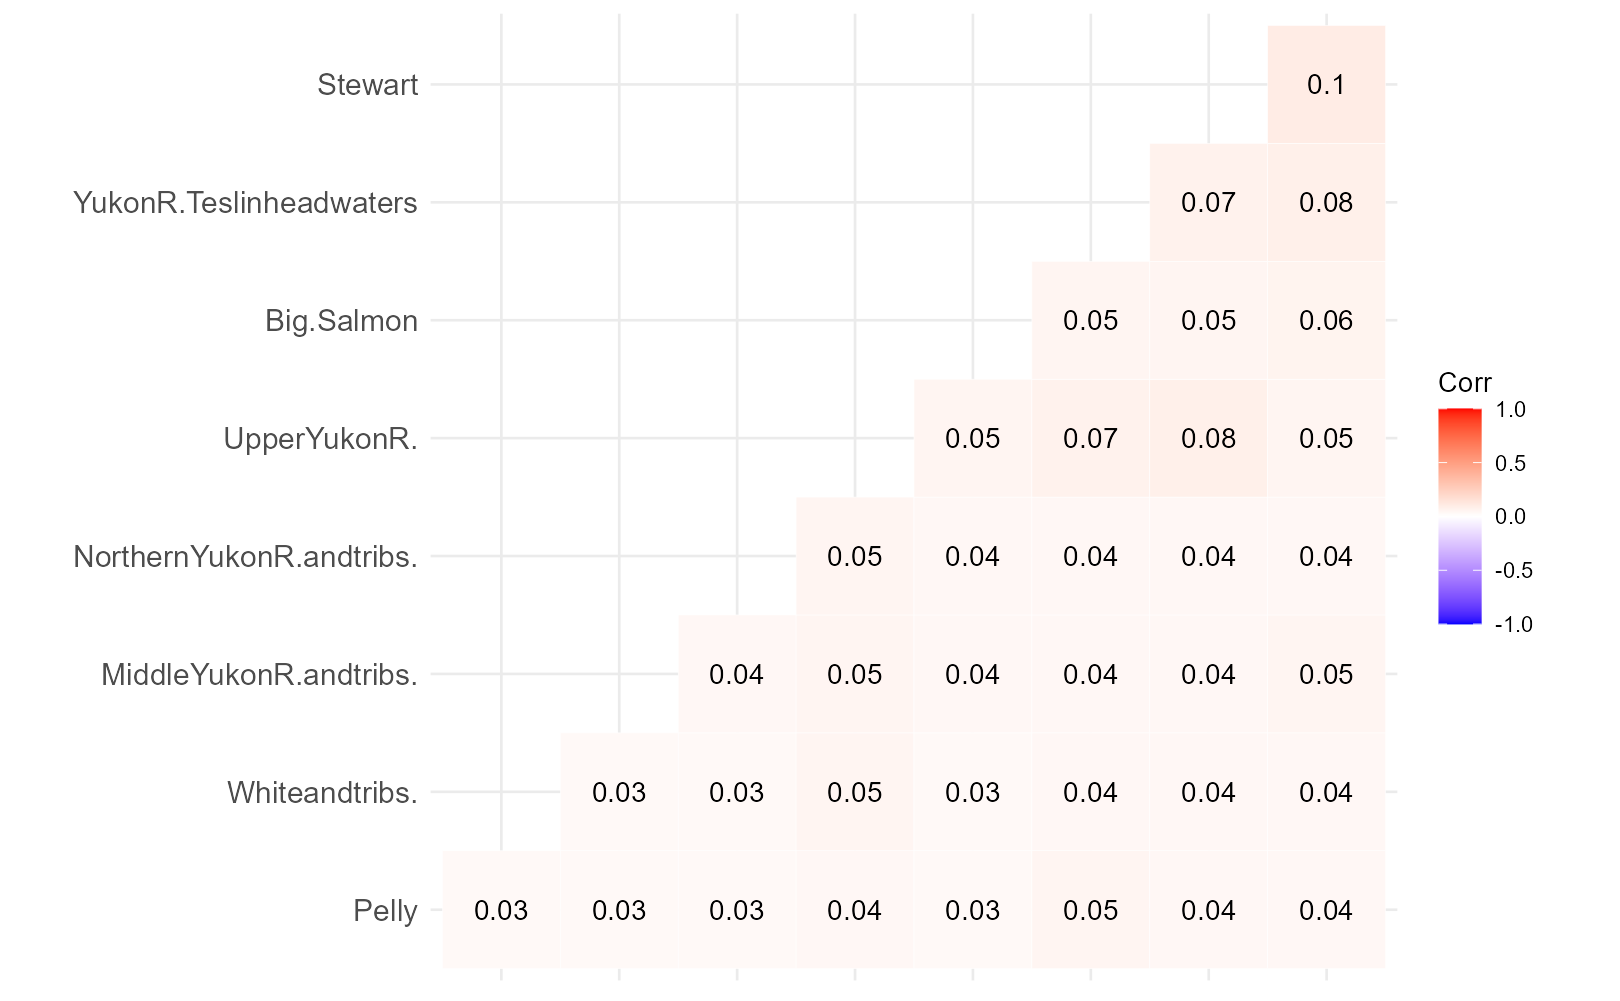 Stewart 0.1
YukonR.Teslinheadwaters 0.07 0.08
Big.Salmon 0.05 0.05 0.06
UpperYukonR. 0.05 0.07 0.08 0.05
NorthernYukonR.andtribs. 0.05 0.04 0.04 0.04 0.04
MiddleYukonR.andtribs. 0.04 0.05 0.04 0.04 0.04 0.05
Whiteandtribs. 0.03 0.03 0.05 0.03 0.04 0.04 0.04
Pelly 0.03 0.03 0.03 0.04 0.03 0.05 0.04 0.04
Corr
1.0
0.5
0.0
-0.5
-1.0